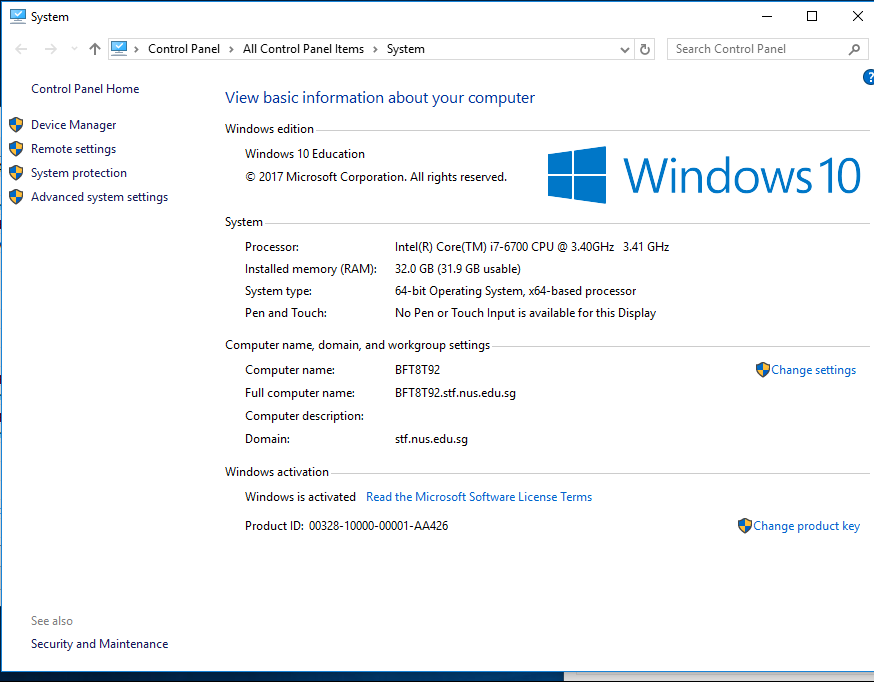 System
Control Panel > All Control Panel Items > System
Search Control Panel
?
Control Panel Home
Device Manager
Remote settings
System protection
Advanced system settings
See also
Security and Maintenance
View basic information about your computer
Windows edition
Windows 10 Education
© 2017 Microsoft Corporation. All rights reserved.
Windows 10
System
Processor: Intel(R) Core(TM) i7-6700 CPU @ 3.40GHz 3.41 GHz
Installed memory (RAM): 32.0 GB (31.9 GB usable)
System type: 64-bit Operating System, x64-based processor
Pen and Touch: No Pen or Touch Input is available for this Display
Computer name, domain, and workgroup settings
Computer name: BFT8T92
Change settings
Full computer name: BFT8T92.stf.nus.edu.sg
Computer description:
Domain: stf.nus.edu.sg
Windows activation
Windows is activated Read the Microsoft Software License Terms
Product ID: 00328-10000-00001-AA426
Change product key